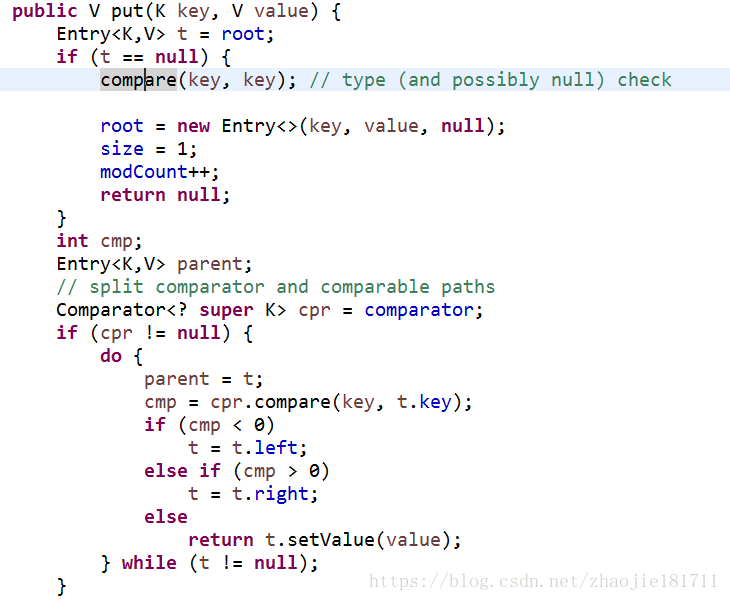 public V put(K key, V value) {
    Entry<K,V> t = root;
    if (t == null) {
        compare(key, key); // type (and possibly null) check

        root = new Entry<>(key, value, null);
        size = 1;
        modCount++;
        return null;
    }
    int cmp;
    Entry<K,V> parent;
    // split comparator and comparable paths
    Comparator<? super K> cpr = comparator;
    if (cpr != null) {
        do {
            parent = t;
            cmp = cpr.compare(key, t.key);
            if (cmp < 0)
                t = t.left;
            else if (cmp > 0)
                t = t.right;
            else
                return t.setValue(value);
        } while (t != null);
    }
https://blog.csdn.net/zhaojie181711